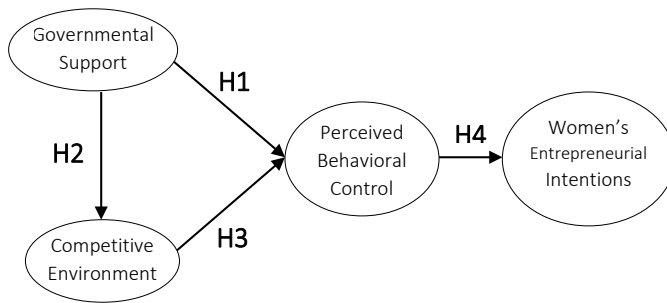 Governmental
Support
H1
H2
Perceived
Behavioral
Control
H4
Women’s
Entrepreneurial
Intentions
H3
Competitive
Environment